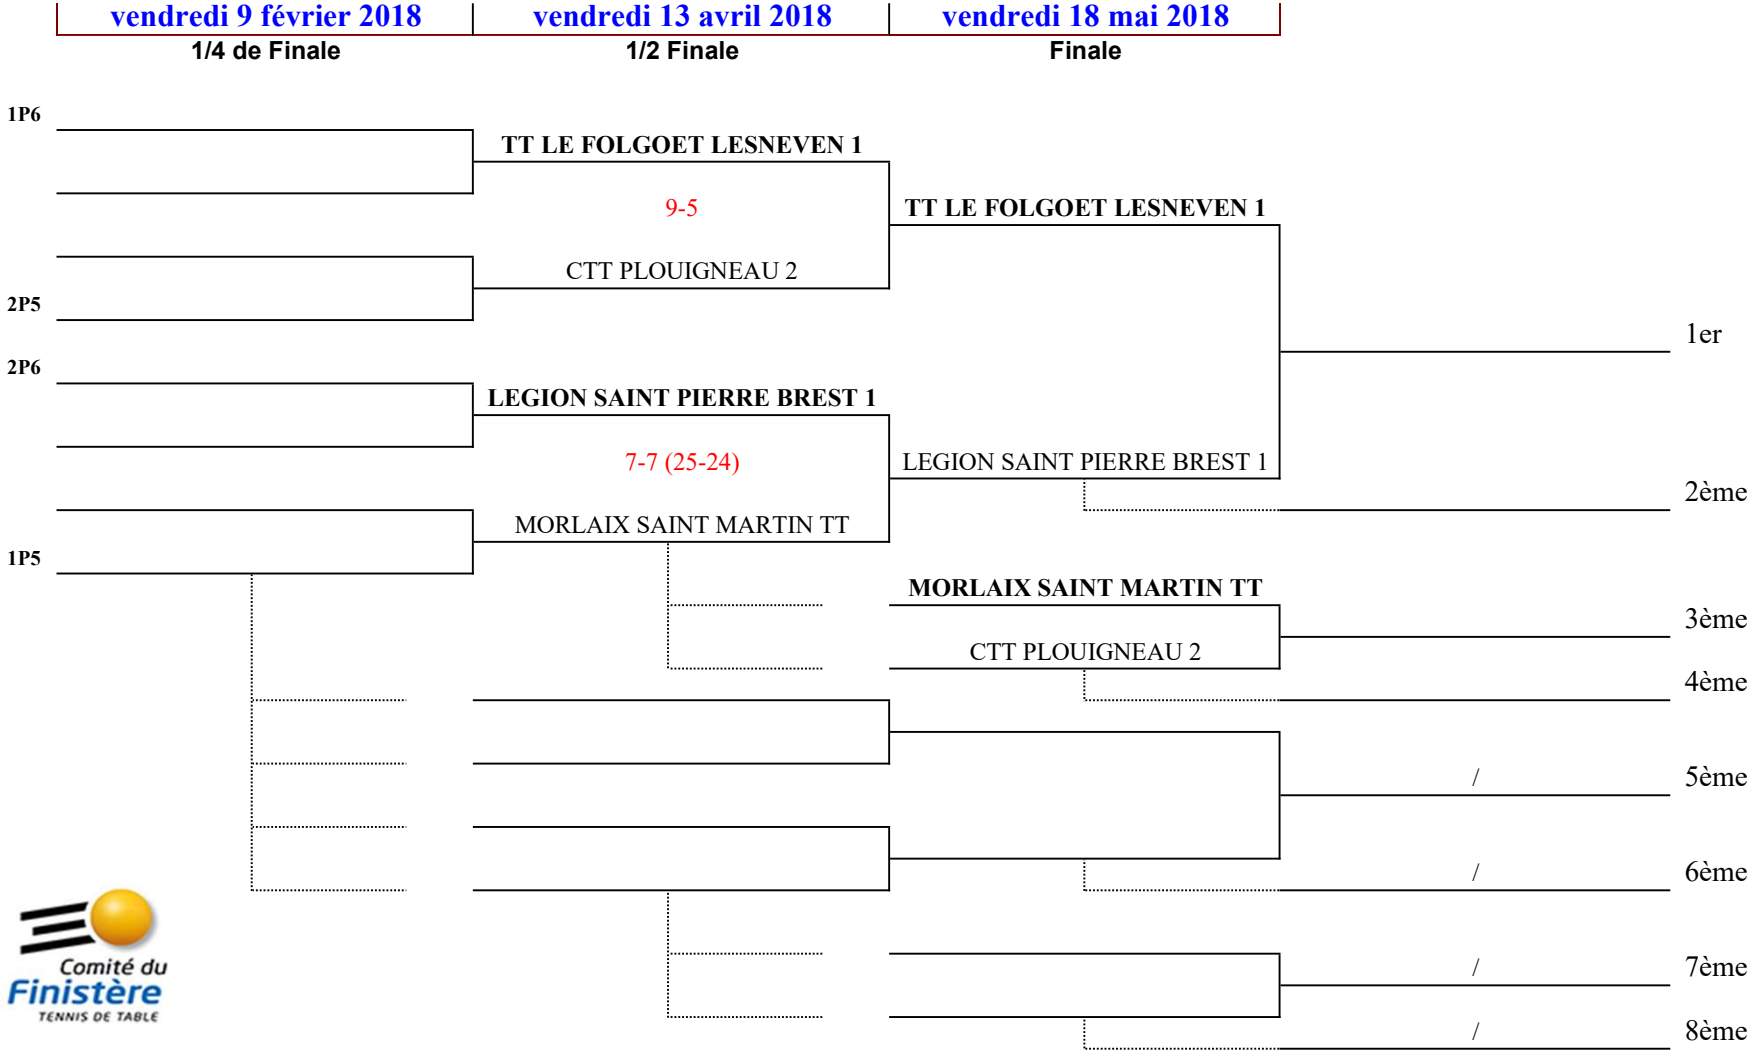 vendredi 9 février 2018 vendredi 13 avril 2018 vendredi 18 mai 2018
1/4 de Finale 1/2 Finale Finale
1P6
TT LE FOLGOET LESNEVEN 1
9-5 TT LE FOLGOET LESNEVEN 1
CTT PLOUIGNEAU 2
2P5
1er
2P6
LEGION SAINT PIERRE BREST 1
7-7 (25-24) LEGION SAINT PIERRE BREST 1
2ème
MORLAIX SAINT MARTIN TT
1P5
MORLAIX SAINT MARTIN TT
3ème
CTT PLOUIGNEAU 2
4ème
/ 5ème
/ 6ème
Comité du
Finistère
TENNIS DE TABLE
/ 7ème
/ 8ème